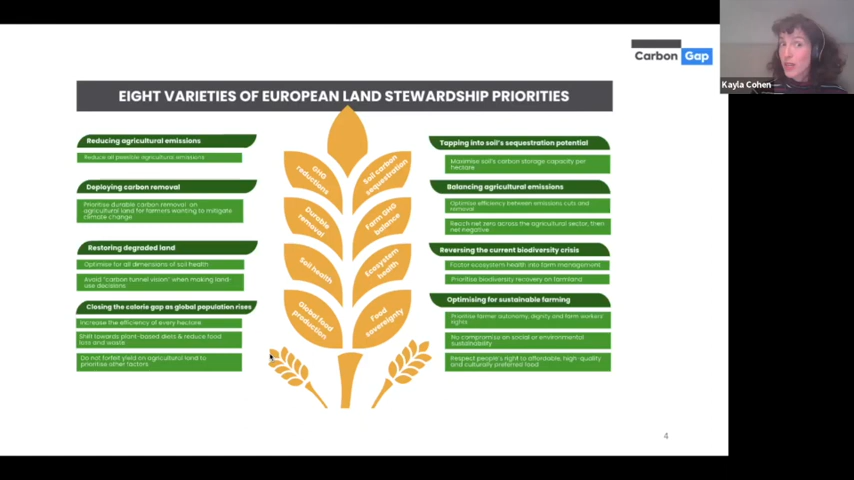 Carbon Gap
Kayla Cohen
EIGHT VARIETIES OF EUROPEAN LAND STEWARDSHIP PRIORITIES
Reducing agricultural emissions
Reduce all possible agricultural emissions
Deploying carbon removal
Prioritise durable carbon removal on
agricultural land for farmers wanting to mitigate
climate change
Restoring degraded land
Optimise for all dimensions of soil health
Avoid "carbon tunnel vision" when making land-
use decisions
Closing the calorie gap as global population rises
Increase the efficiency of every hectare
Shift towards plant-based diets & reduce food
loss and waste
Do not forfeit yield on agricultural land to
prioritise other factors
GHG
reductions
Soil carbon
sequestration
Durable
removal
Farm GHG
balance
Soil health
Ecosystem
health
Global food
production
Food
sovereignty
Tapping into soil's sequestration potential
Maximise soil's carbon storage capacity per
hectare
Balancing agricultural emissions
Optimise efficiency between emissions cuts and
removal
Reach net zero across the agricultural sector, then
net negative
Reversing the current biodiversity crisis
Foster ecosystem health into farm management
Prioritise biodiversity recovery on farmland
Optimising for sustainable farming
Prioritise farmer autonomy, dignity and farm workers'
rights
No compromise on social or environmental
sustainability
Respect people's right to affordable, high-quality
and culturally preferred food
4